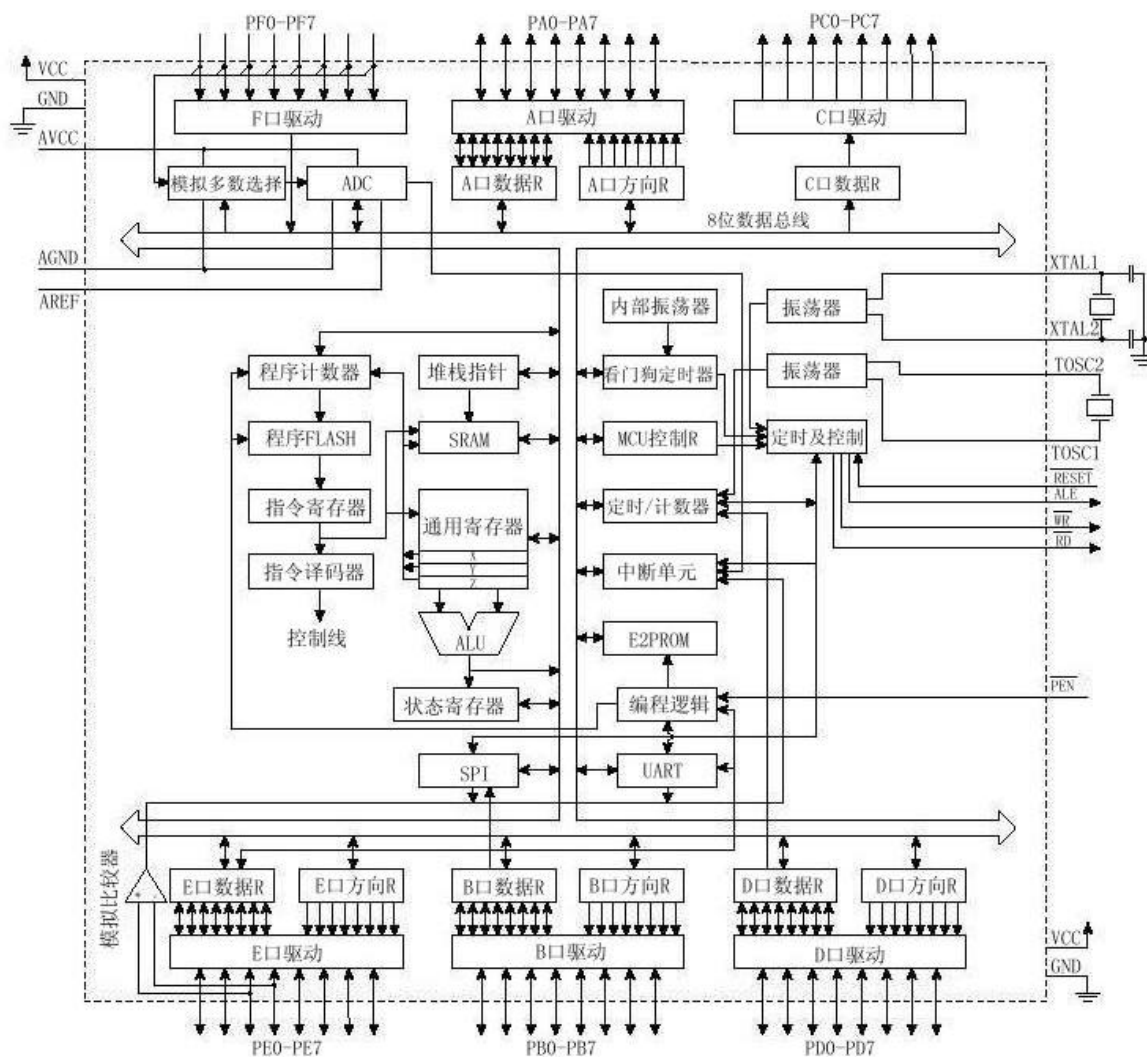 PF0-PF7
PA0-PA7
PC0-PC7
VCC
GND
AVCC
F口驱动
A口驱动
C口驱动
模拟多数选择
ADC
A口数据R
A口方向R
C口数据R
8位数据总线
AGND
AREF
XTAL1
XTAL2
TOSC2
TOSC1
内部振荡器
振荡器
程序计数器
堆栈指针
看门狗定时器
振荡器
程序FLASH
SRAM
MCU控制R
定时及控制
RESET
ALE
WR
RD
指令寄存器
通用寄存器
X
Y
Z
定时/计数器
指令译码器
中断单元
控制线
ALU
E2PROM
状态寄存器
编程逻辑
PEN
SPI
UART
模拟比较器
+
-
E口数据R
E口方向R
B口数据R
B口方向R
D口数据R
D口方向R
E口驱动
B口驱动
D口驱动
VCC
GND
PE0-PE7
PB0-PB7
PD0-PD7